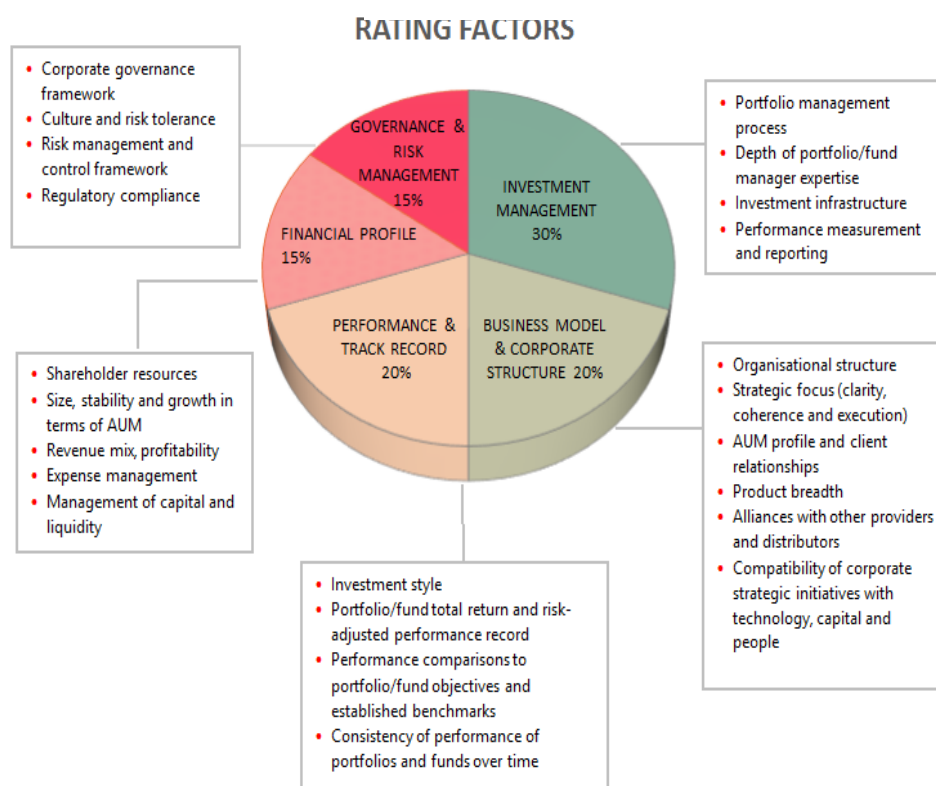 RATING FACTORS
• Corporate governance
framework
• Culture and risk tolerance
• Risk management and
control framework
• Regulatory compliance
GOVERNANCE &
RISK
MANAGEMENT
15%
INVESTMENT
MANAGEMENT
30%
• Portfolio management
process
• Depth of portfolio/fund
manager expertise
• Investment infrastructure
• Performance measurement
and reporting
FINANCIAL PROFILE
15%
PERFORMANCE &
TRACK RECORD
20%
BUSINESS MODEL
& CORPORATE
STRUCTURE 20%
• Shareholder resources
• Size, stability and growth in
terms of AUM
• Revenue mix, profitability
• Expense management
• Management of capital and
liquidity
• Organisational structure
• Strategic focus (clarity,
coherence and execution)
• AUM profile and client
relationships
• Product breadth
• Alliances with other providers
and distributors
• Compatibility of corporate
strategic initiatives with
technology, capital and
people
• Investment style
• Portfolio/fund total return and risk-
adjusted performance record
• Performance comparisons to
portfolio/fund objectives and
established benchmarks
• Consistency of performance of
portfolios and funds over time